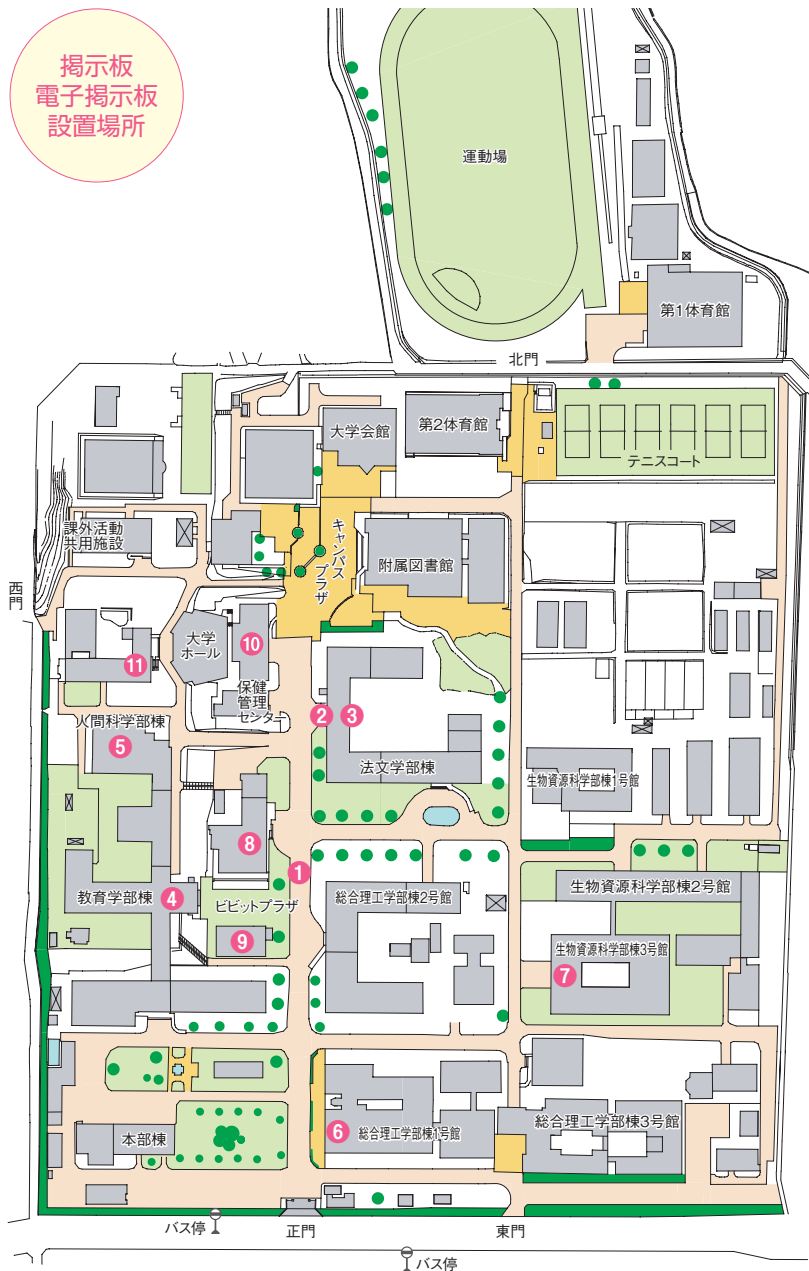 掲示板
電子掲示板
設置場所
運動場
第1体育館
北門
大学会館
第2体育館
テニスコート
課外活動
共用施設
キャンパス
プラザ
附属図書館
西門
大学
ホール
10
11
保健
管理
センター
2
3
人間科学部棟
5
法文学部棟
生物資源科学部棟1号館
8
1
教育学部棟
4
ビビットプラザ
総合理工学部棟2号館
生物資源科学部棟2号館
9
生物資源科学部棟3号館
7
本部棟
6
総合理工学部棟1号館
総合理工学部棟3号館
バス停
正門
東門
バス停